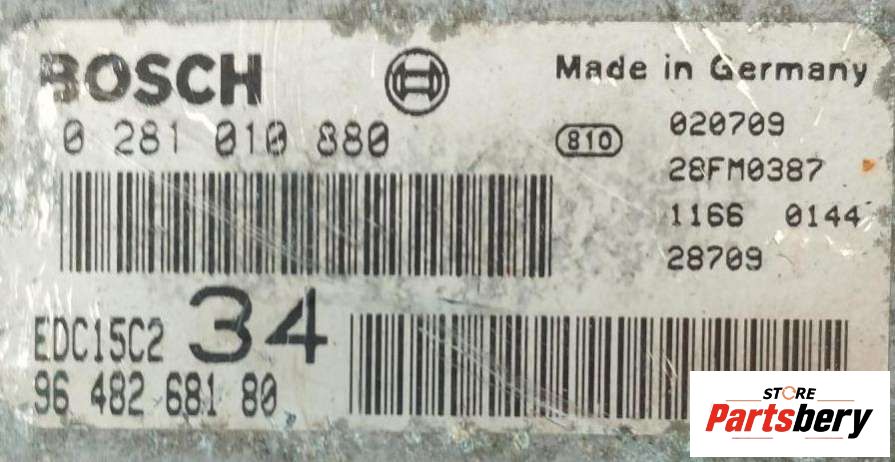 BOSCH
Made in Germany
0 281 010 880
810
020709
28FM0387
1166 0144
28709
EDC15C2
34
96 482 681 80
STORE
Partsbery